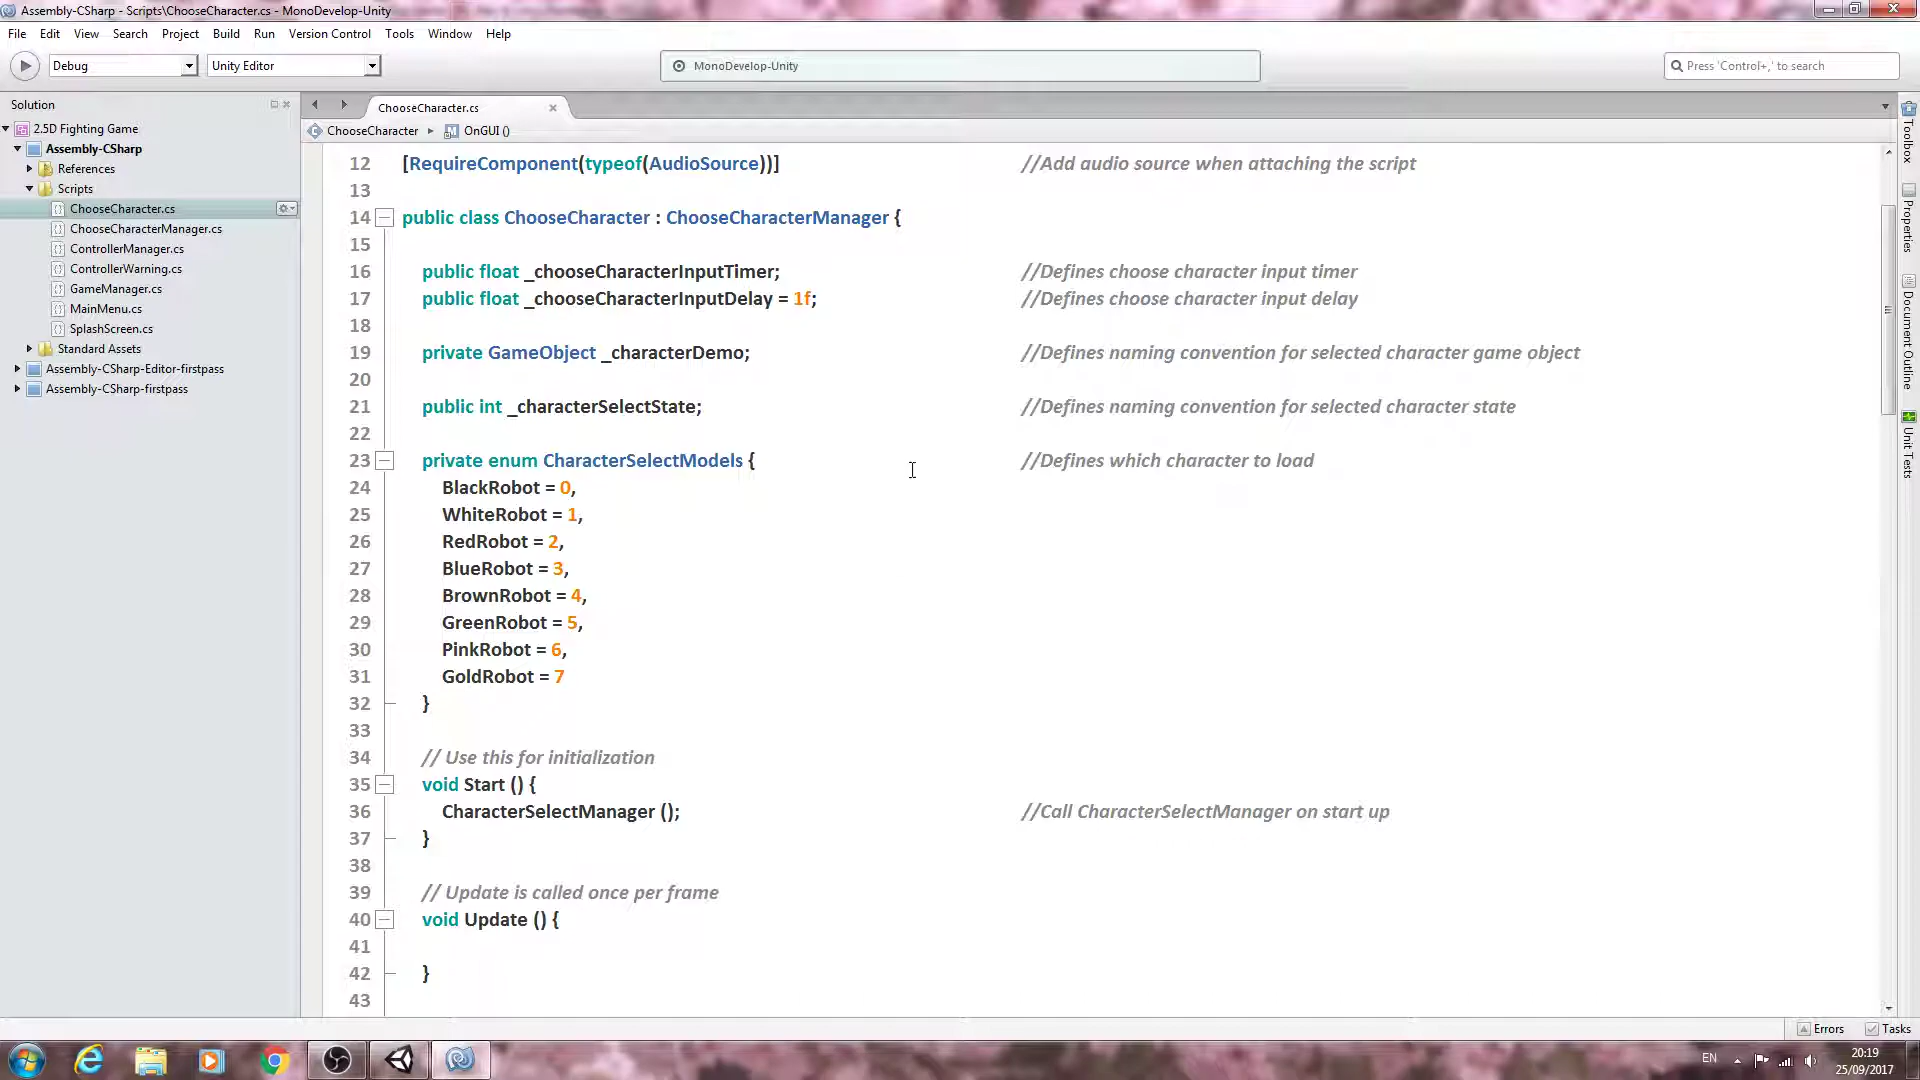 Assembly-CSharp - Scripts\ChooseCharacter.cs - MonoDevelop-Unity
File Edit View Search Project Build Run Version Control Tools Window Help
Debug Unity Editor MonoDevelop-Unity Press 'Control+,' to search
Solution
2.5D Fighting Game
Assembly-CSharp
References
Scripts
ChooseCharacter.cs
ChooseCharacterManager.cs
ControllerManager.cs
ControllerWarning.cs
GameManager.cs
MainMenu.cs
SplashScreen.cs
Standard Assets
Assembly-CSharp-Editor-firstpass
Assembly-CSharp-firstpass
ChooseCharacter.cs
ChooseCharacter OnGUI ()
12 [RequireComponent(typeof(AudioSource))] //Add audio source when attaching the script
13
14 public class ChooseCharacter : ChooseCharacterManager {
15
16 public float _chooseCharacterInputTimer; //Defines choose character input timer
17 public float _chooseCharacterInputDelay = 1f; //Defines choose character input delay
18
19 private GameObject _characterDemo; //Defines naming convention for selected character game object
20
21 public int _characterSelectState; //Defines naming convention for selected character state
22
23 private enum CharacterSelectModels { //Defines which character to load
24 BlackRobot = 0,
25 WhiteRobot = 1,
26 RedRobot = 2,
27 BlueRobot = 3,
28 BrownRobot = 4,
29 GreenRobot = 5,
30 PinkRobot = 6,
31 GoldRobot = 7
32 }
33
34 // Use this for initialization
35 void Start () {
36 CharacterSelectManager (); //Call CharacterSelectManager on start up
37 }
38
39 // Update is called once per frame
40 void Update () {
41
42 }
43
Toolbox
Properties
Document Outline
Unit Tests
Errors Tasks
EN
20:19
25/09/2017